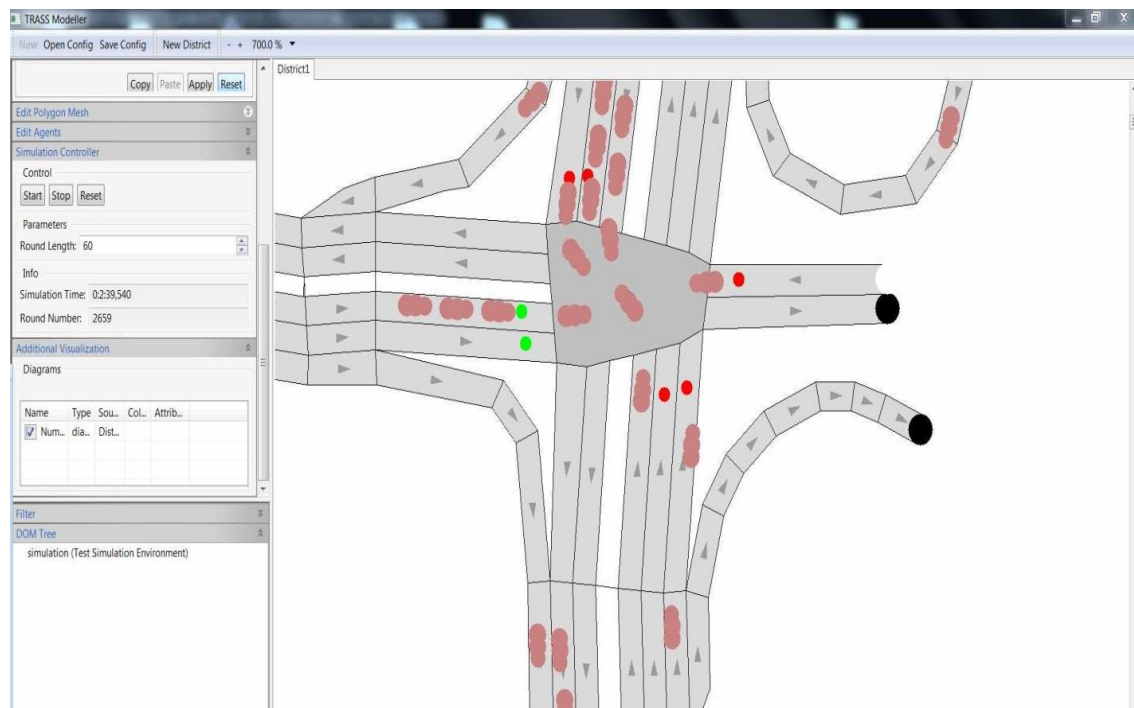 TRASS Modeller
New Open Config Save Config New District - + 700.0 %
District1
Copy Paste Apply Reset
Edit Polygon Mesh
Edit Agents
Simulation Controller
Control
Start Stop Reset
Parameters
Round Length: 60
Info
Simulation Time: 0:2:39,540
Round Number: 2659
Additional Visualization
Diagrams
Name Type Sou... Col... Attrib...
Num... dia... Dist...
Filter
DOM Tree
simulation (Test Simulation Environment)